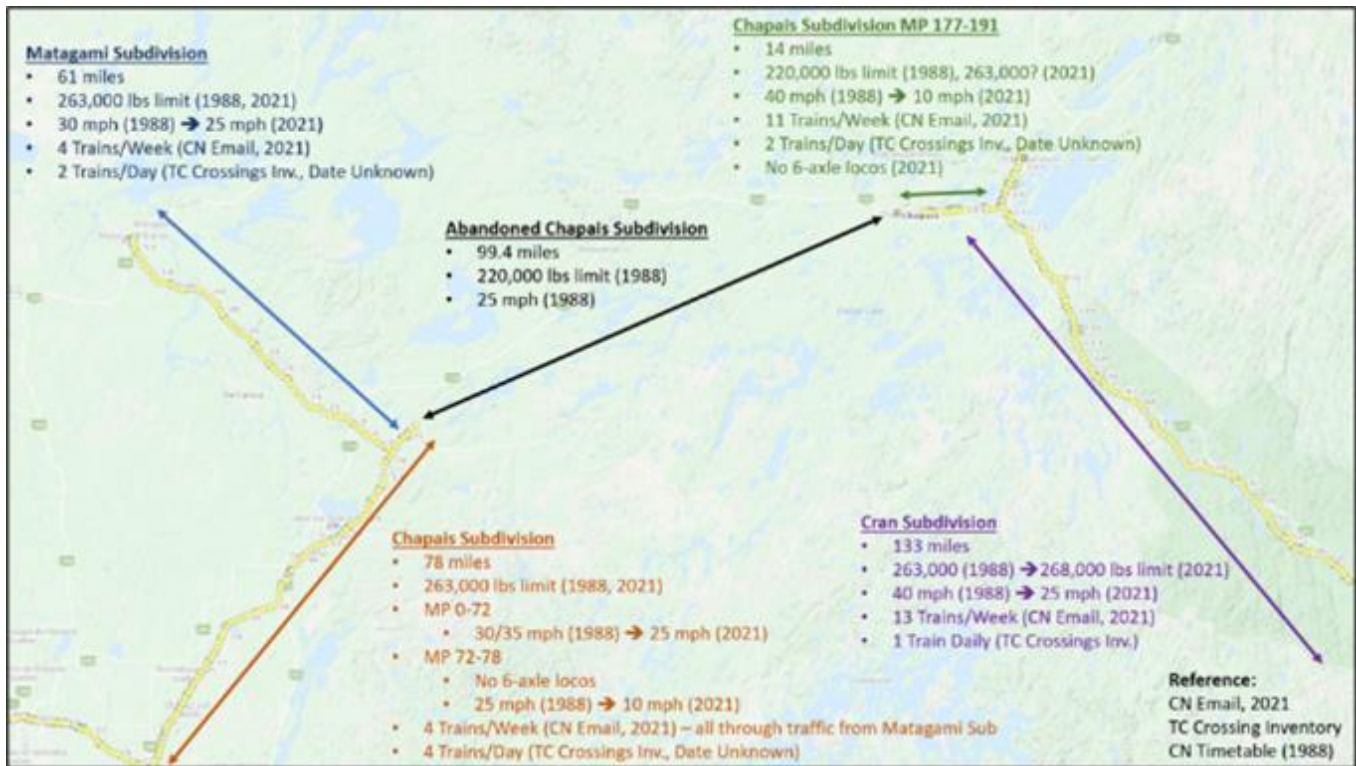 Matagami Subdivision
• 61 miles
• 263,000 lbs limit (1988, 2021)
• 30 mph (1988) ➔ 25 mph (2021)
• 4 Trains/Week (CN Email, 2021)
• 2 Trains/Day (TC Crossings Inv., Date Unknown)
Chapais Subdivision MP 177-191
• 14 miles
• 220,000 lbs limit (1988), 263,000? (2021)
• 40 mph (1988) ➔ 10 mph (2021)
• 11 Trains/Week (CN Email, 2021)
• 2 Trains/Day (TC Crossings Inv., Date Unknown)
• No 6-axle locos (2021)
Abandoned Chapais Subdivision
• 99.4 miles
• 220,000 lbs limit (1988)
• 25 mph (1988)
Chapais Subdivision
• 78 miles
• 263,000 lbs limit (1988, 2021)
• MP 0-72
• 30/35 mph (1988) ➔ 25 mph (2021)
• MP 72-78
• No 6-axle locos
• 25 mph (1988) ➔ 10 mph (2021)
• 4 Trains/Week (CN Email, 2021) – all through traffic from Matagami Sub
• 4 Trains/Day (TC Crossings Inv., Date Unknown)
Cran Subdivision
• 133 miles
• 263,000 (1988) ➔ 268,000 lbs limit (2021)
• 40 mph (1988) ➔ 25 mph (2021)
• 13 Trains/Week (CN Email, 2021)
• 1 Train Daily (TC Crossings Inv.)
Reference:
CN Email, 2021
TC Crossing Inventory
CN Timetable (1988)